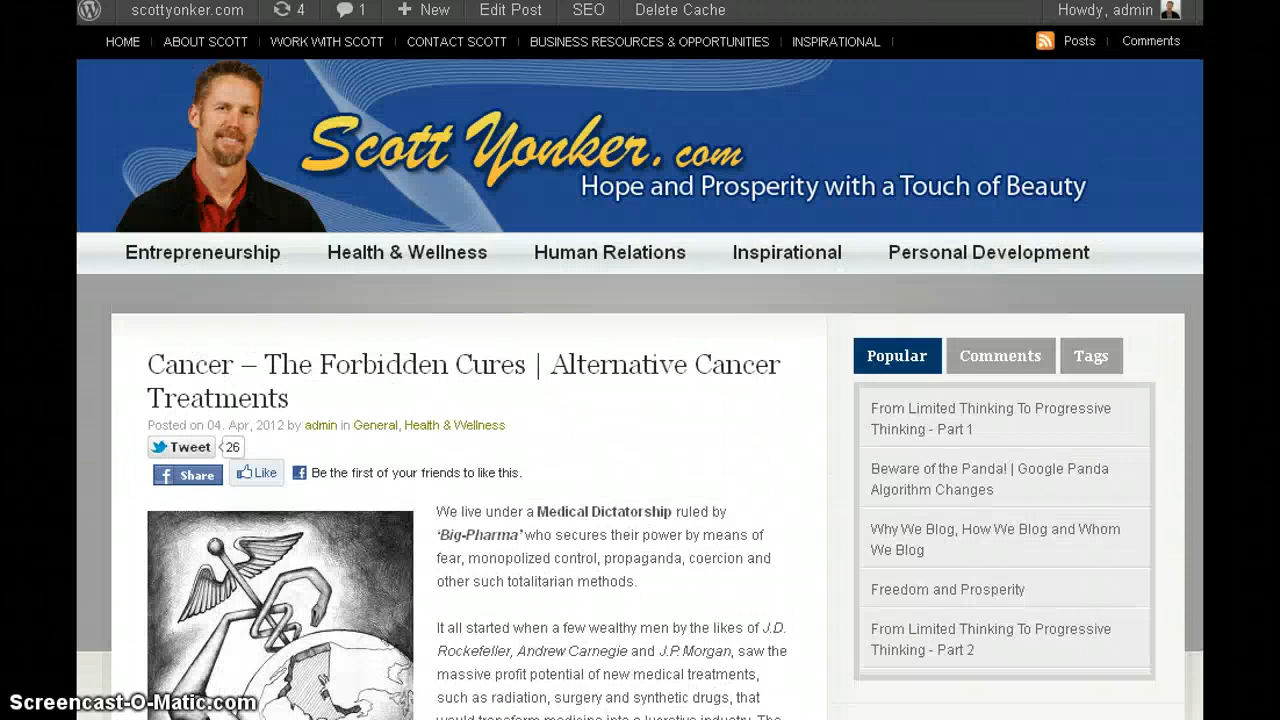 scottyonker.com 4 1 New Edit Post SEO Delete Cache Howdy, admin
HOME ABOUT SCOTT WORK WITH SCOTT CONTACT SCOTT BUSINESS RESOURCES & OPPORTUNITIES INSPIRATIONAL Posts Comments
Scott Yonker.com
Hope and Prosperity with a Touch of Beauty
Entrepreneurship Health & Wellness Human Relations Inspirational Personal Development
Cancer – The Forbidden Cures | Alternative Cancer
Treatments
Posted on 04. Apr, 2012 by admin in General, Health & Wellness
Tweet 26
Share Like Be the first of your friends to like this.
We live under a Medical Dictatorship ruled by
‘Big-Pharma’ who secures their power by means of
fear, monopolized control, propaganda, coercion and
other such totalitarian methods.
It all started when a few wealthy men by the likes of J.D.
Rockefeller, Andrew Carnegie and J.P. Morgan, saw the
massive profit potential of new medical treatments,
such as radiation, surgery and synthetic drugs, that
would transform medicine into a lucrative industry. The
Popular Comments Tags
From Limited Thinking To Progressive
Thinking - Part 1
Beware of the Panda! | Google Panda
Algorithm Changes
Why We Blog, How We Blog and Whom
We Blog
Freedom and Prosperity
From Limited Thinking To Progressive
Thinking - Part 2
Screencast-O-Matic.com